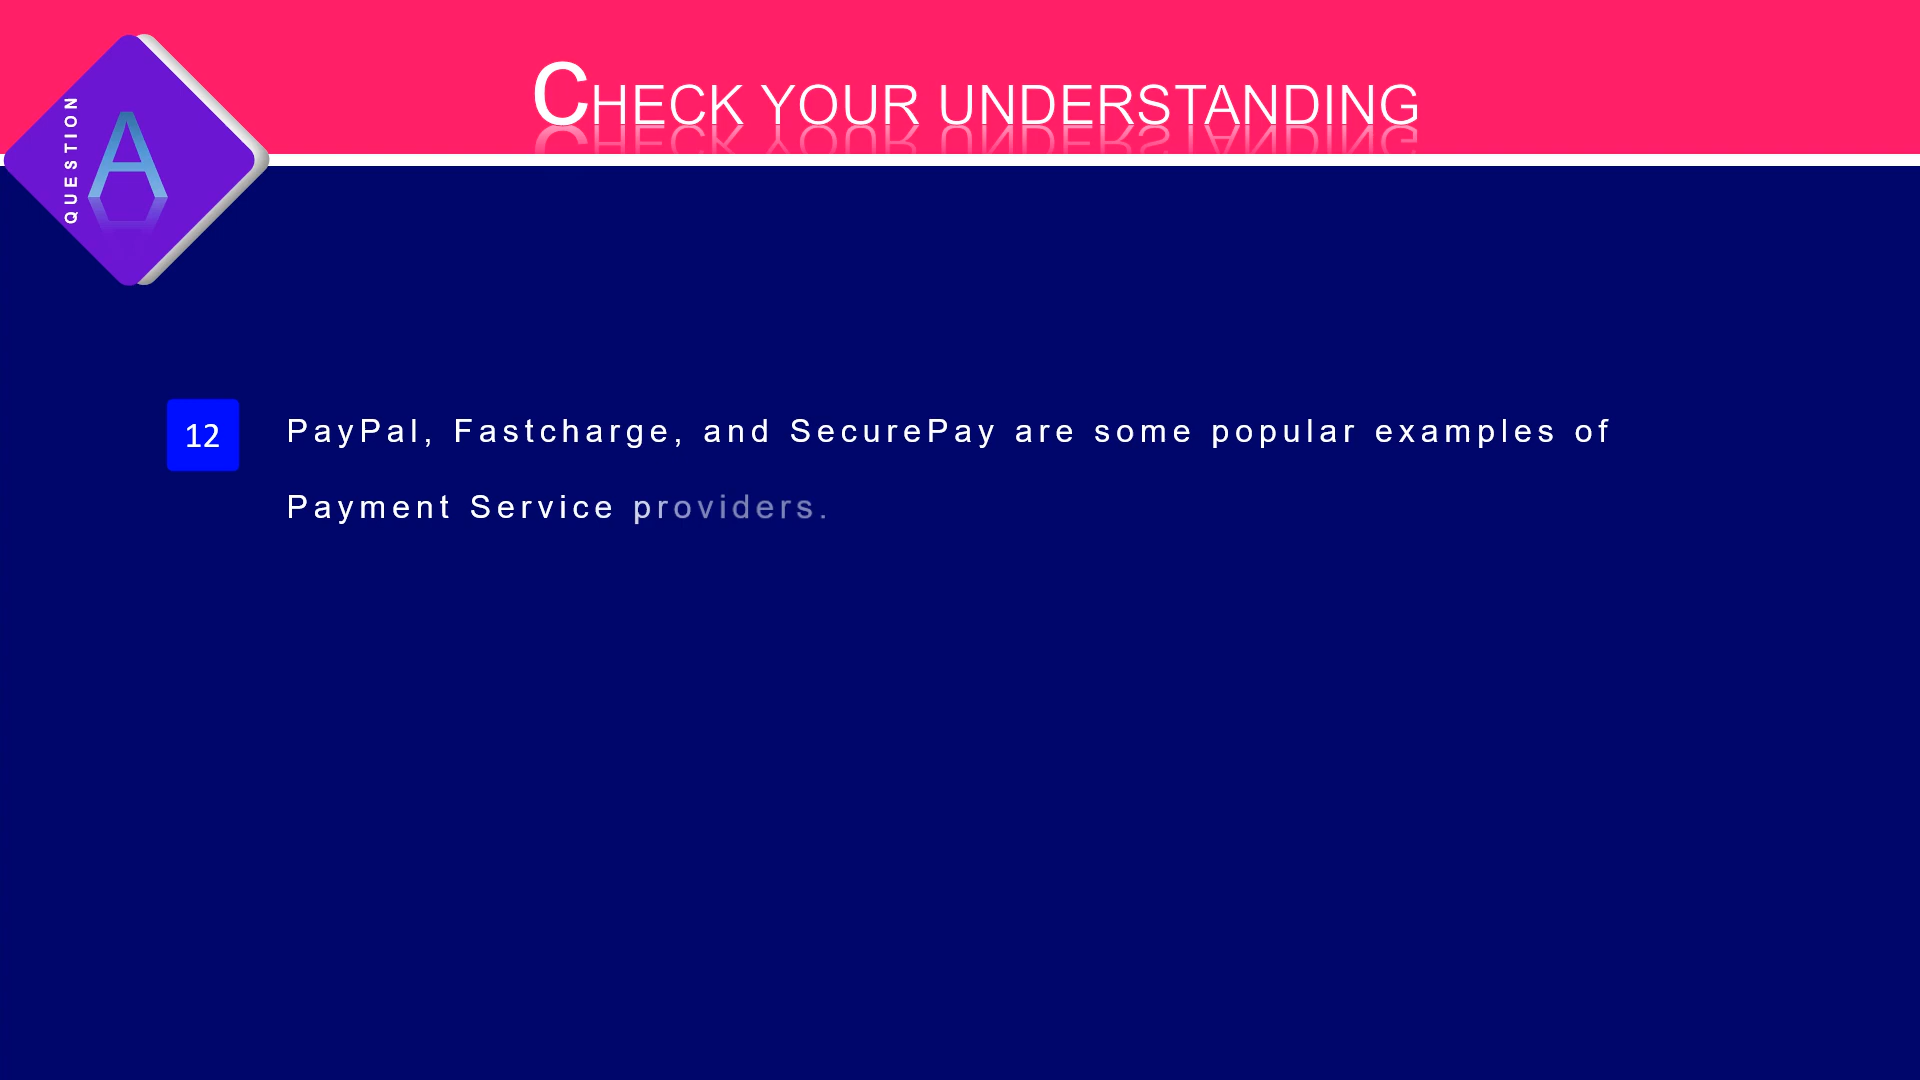 QUESTION
A
CHECK YOUR UNDERSTANDING
12
PayPal, Fastcharge, and SecurePay are some popular examples of
Payment Service providers.